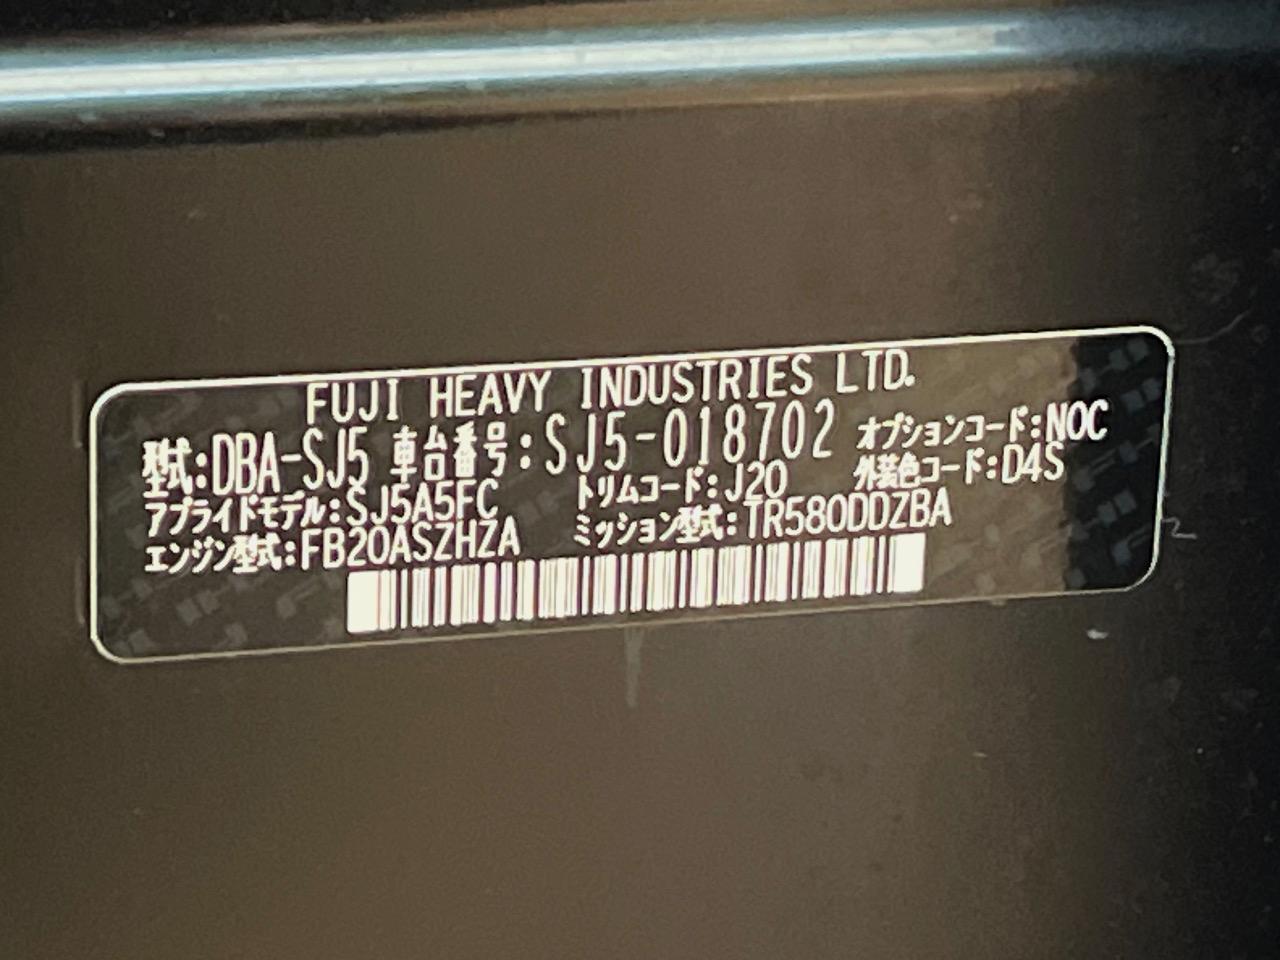 FUJI HEAVY INDUSTRIES LTD.
型式:DBA-SJ5 車台番号:SJ5-018702 オプションコード:NOC
アプライドモデル:SJ5A5FC トリムコード:J20 外装色コード:D4S
エンジン型式:FB20ASZHZA ミッション型式:TR580DDZBA